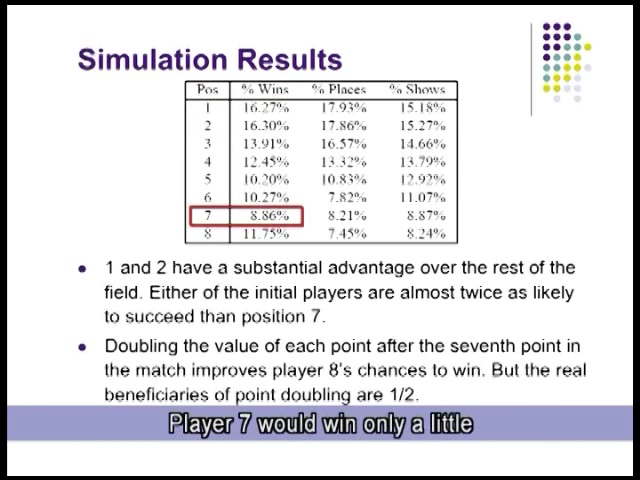 Simulation Results
Pos % Wins % Places % Shows
1 16.27% 17.93% 15.18%
2 16.30% 17.86% 15.27%
3 13.91% 16.57% 14.66%
4 12.45% 13.32% 13.79%
5 10.20% 10.83% 12.92%
6 10.27% 7.82% 11.07%
7 8.86% 8.21% 8.87%
8 11.75% 7.45% 8.24%
1 and 2 have a substantial advantage over the rest of the
field. Either of the initial players are almost twice as likely
to succeed than position 7.
Doubling the value of each point after the seventh point in
the match improves player 8's chances to win. But the real
beneficiaries of point doubling are 1/2.
Player 7 would win only a little